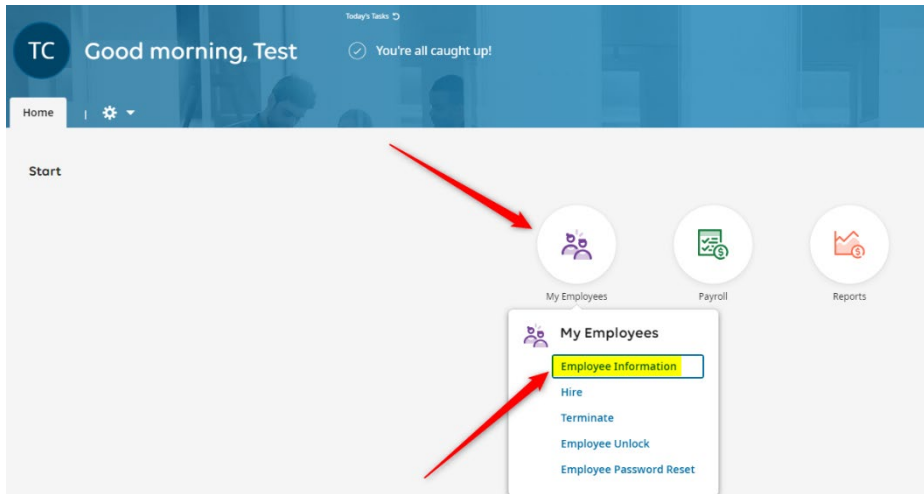 Today's Tasks
TC
Good morning, Test
You're all caught up!
Home
Start
My Employees
Payroll
Reports
My Employees
Employee Information
Hire
Terminate
Employee Unlock
Employee Password Reset